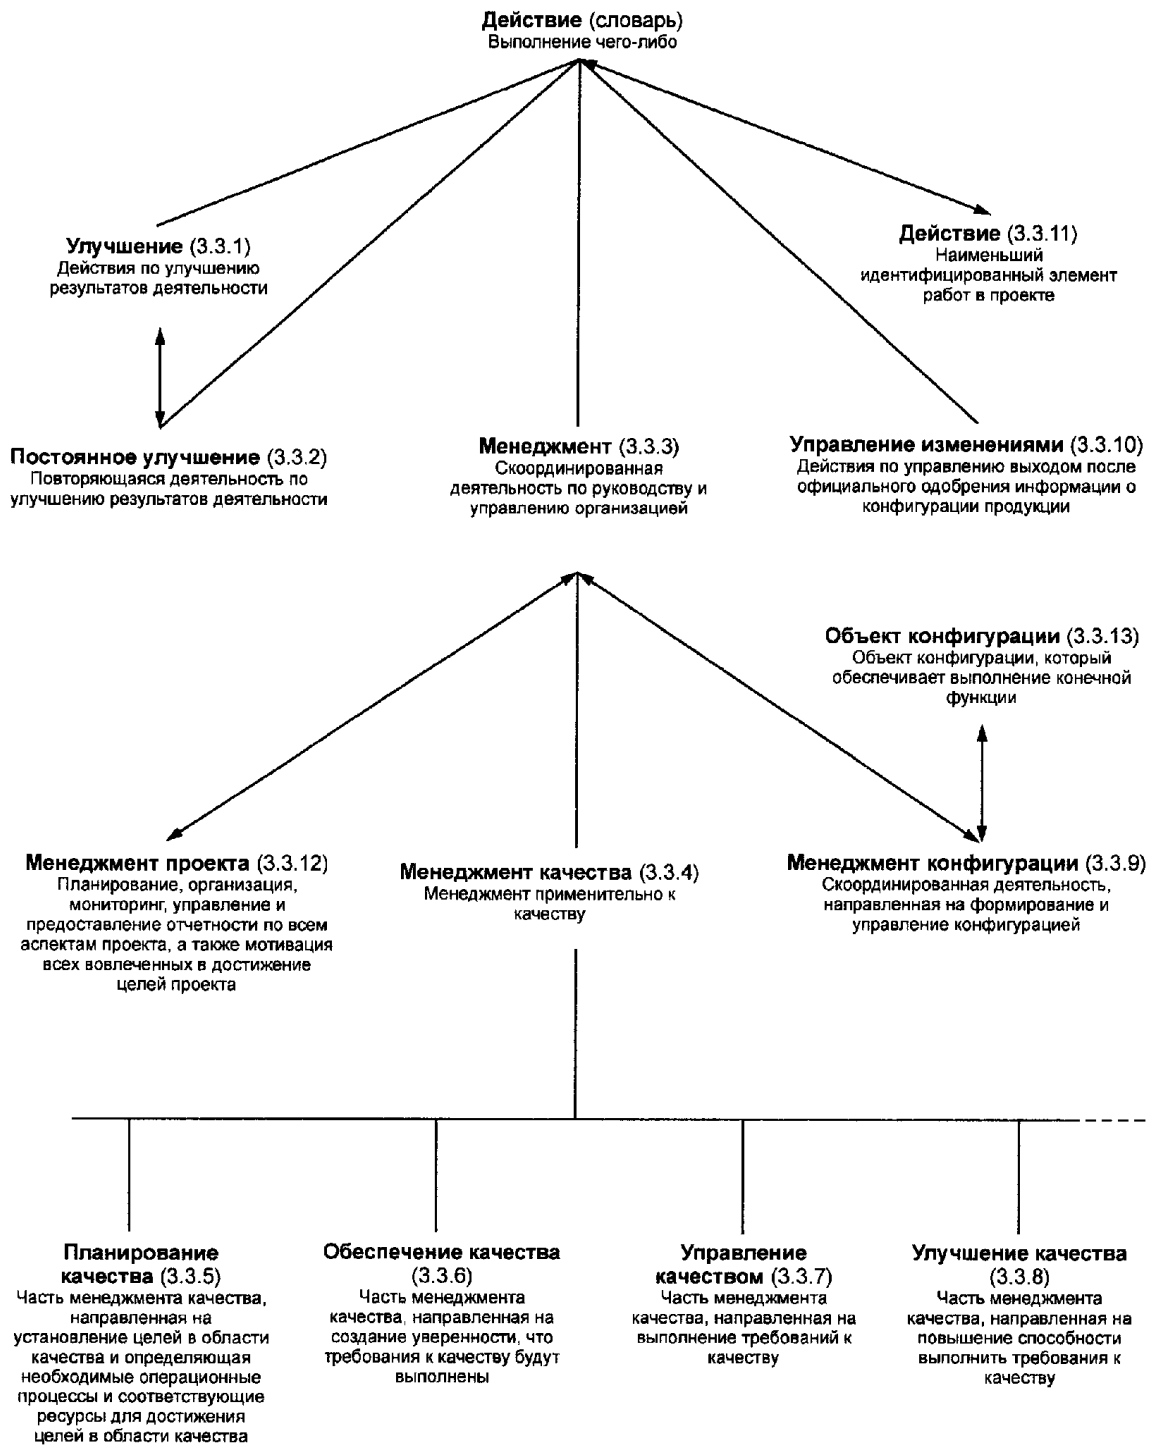 Действие (словарь)
Выполнение чего-либо
Улучшение (3.3.1)
Действия по улучшению
результатов деятельности
Действие (3.3.11)
Наименьший
идентифицированный элемент
работ в проекте
Постоянное улучшение (3.3.2)
Повторяющаяся деятельность по
улучшению результатов деятельности
Менеджмент (3.3.3)
Скоординированная
деятельность по руководству и
управлению организацией
Управление изменениями (3.3.10)
Действия по управлению выходом после
официального одобрения информации о
конфигурации продукции
Объект конфигурации (3.3.13)
Объект конфигурации, который
обеспечивает выполнение конечной
функции
Менеджмент проекта (3.3.12)
Планирование, организация,
мониторинг, управление и
предоставление отчетности по всем
аспектам проекта, а также мотивация
всех вовлеченных в достижение
целей проекта
Менеджмент качества (3.3.4)
Менеджмент применительно к
качеству
Менеджмент конфигурации (3.3.9)
Скоординированная деятельность,
направленная на формирование и
управление конфигурацией
Планирование
качества (3.3.5)
Часть менеджмента качества,
направленная на
установление целей в области
качества и определяющая
необходимые операционные
процессы и соответствующие
ресурсы для достижения
целей в области качества
Обеспечение качества
(3.3.6)
Часть менеджмента
качества, направленная на
создание уверенности, что
требования к качеству будут
выполнены
Управление
качеством (3.3.7)
Часть менеджмента
качества, направленная на
выполнение требований к
качеству
Улучшение качества
(3.3.8)
Часть менеджмента
качества, направленная на
повышение способности
выполнить требования к
качеству